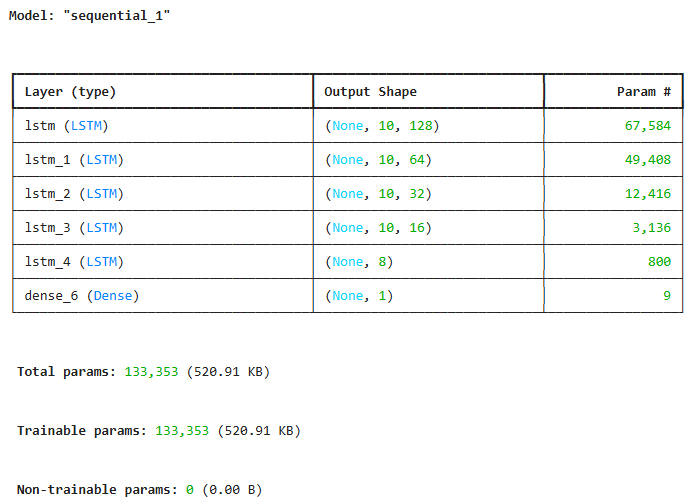 Model: "sequential_1"
Layer (type) Output Shape Param #
lstm (LSTM) (None, 10, 128) 67,584
lstm_1 (LSTM) (None, 10, 64) 49,408
lstm_2 (LSTM) (None, 10, 32) 12,416
lstm_3 (LSTM) (None, 10, 16) 3,136
lstm_4 (LSTM) (None, 8) 800
dense_6 (Dense) (None, 1) 9
Total params: 133,353 (520.91 KB)
Trainable params: 133,353 (520.91 KB)
Non-trainable params: 0 (0.00 B)